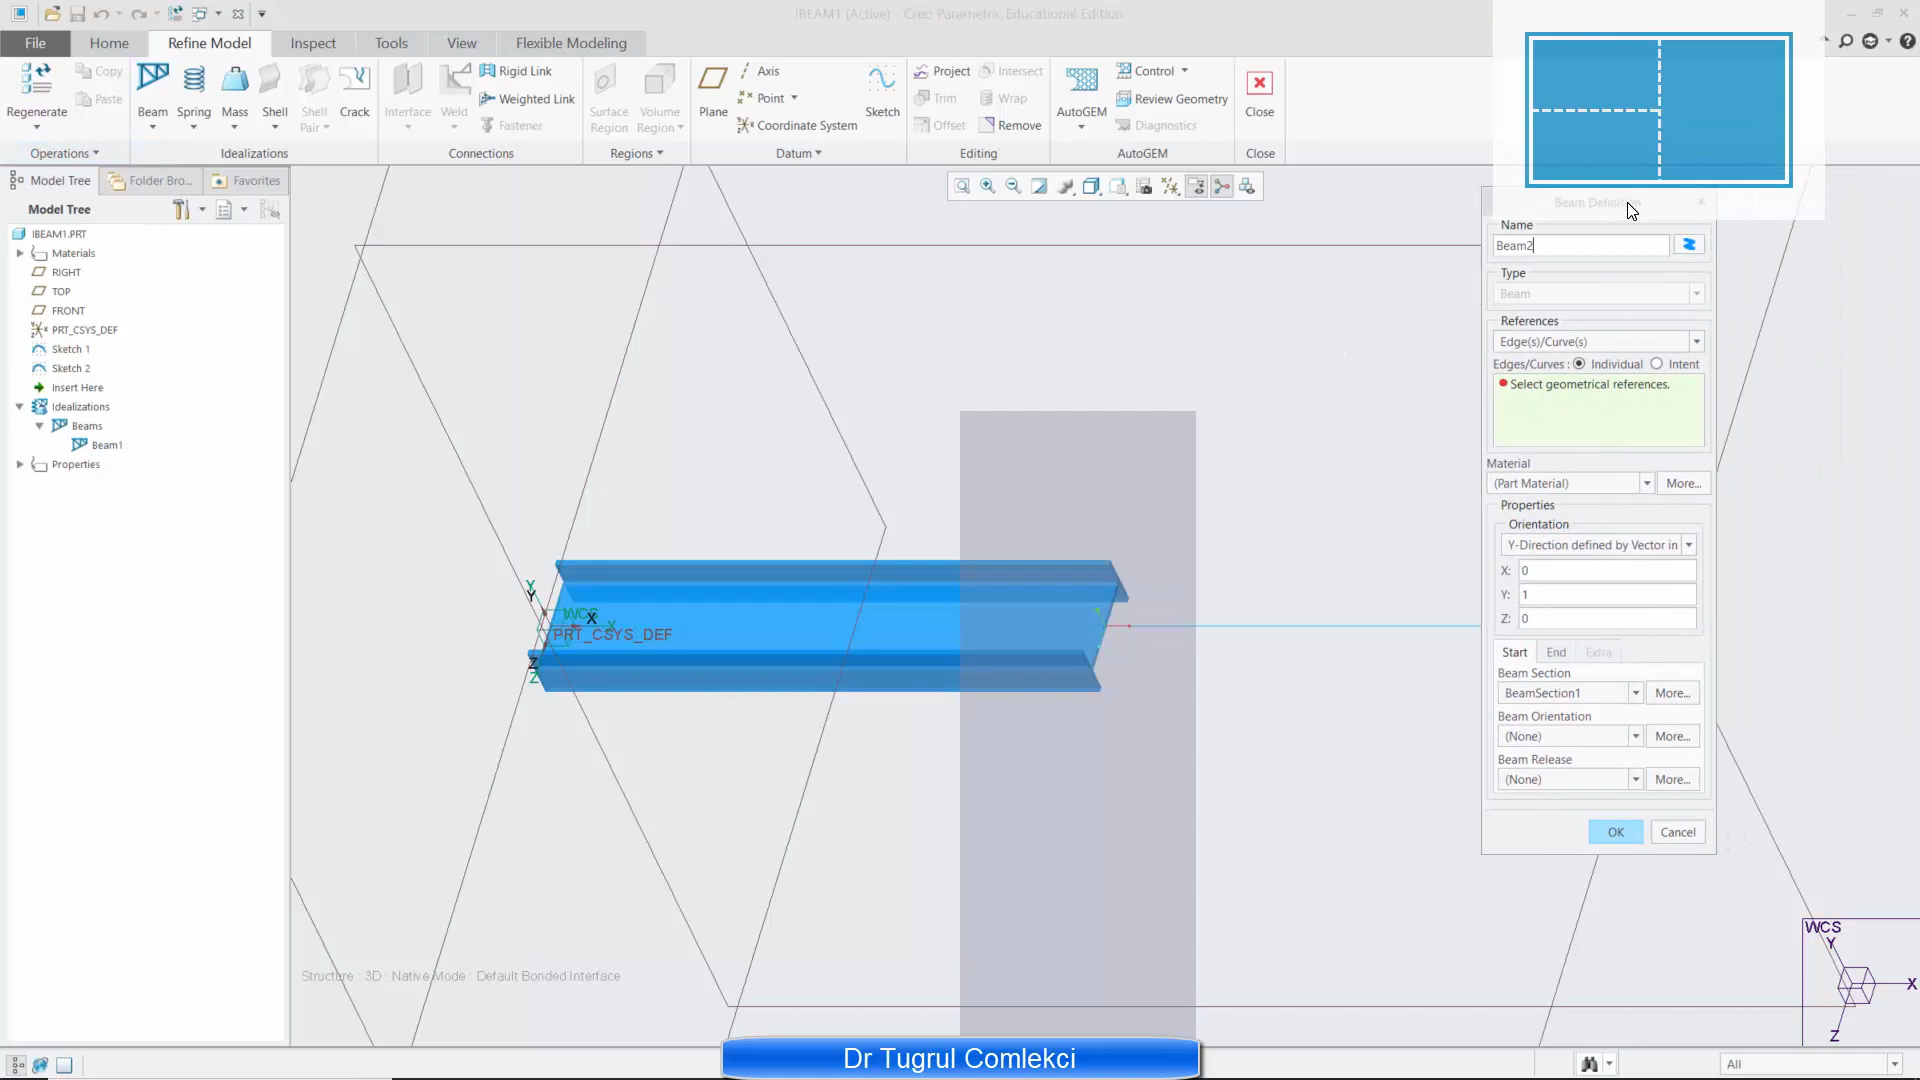 IBEAM1 (Active) - Creo Parametric Educational Edition
File
Home
Refine Model
Inspect
Tools
View
Flexible Modeling
Regenerate
Copy
Paste
Operations
Beam
Spring
Mass
Shell
Shell
Pair
Crack
Idealizations
Interface
Weld
Rigid Link
Weighted Link
Fastener
Connections
Surface
Region
Volume
Region
Regions
Plane
Axis
Point
Coordinate System
Sketch
Datum
Project
Intersect
Trim
Wrap
Offset
Remove
Editing
AutoGEM
Control
Review Geometry
Diagnostics
AutoGEM
Close
Close
Model Tree
Folder Bro...
Favorites
Model Tree
IBEAM1.PRT
Materials
RIGHT
TOP
FRONT
PRT_CSYS_DEF
Sketch 1
Sketch 2
Insert Here
Idealizations
Beams
Beam1
Properties
Y
Y
WCS
X
X
PRT_CSYS_DEF
Z
Z
Structure : 3D : Native Mode : Default Bonded Interface
Beam Definition
Name
Beam2
Type
Beam
References
Edge(s)/Curve(s)
Edges/Curves : Individual Intent
Select geometrical references.
Material
(Part Material)
More...
Properties
Orientation
Y-Direction defined by Vector in
X: 0
Y: 1
Z: 0
Start
End
Extra
Beam Section
BeamSection1
More...
Beam Orientation
(None)
More...
Beam Release
(None)
More...
OK
Cancel
WCS
Y
X
Z
Dr Tugrul Comlekci
All